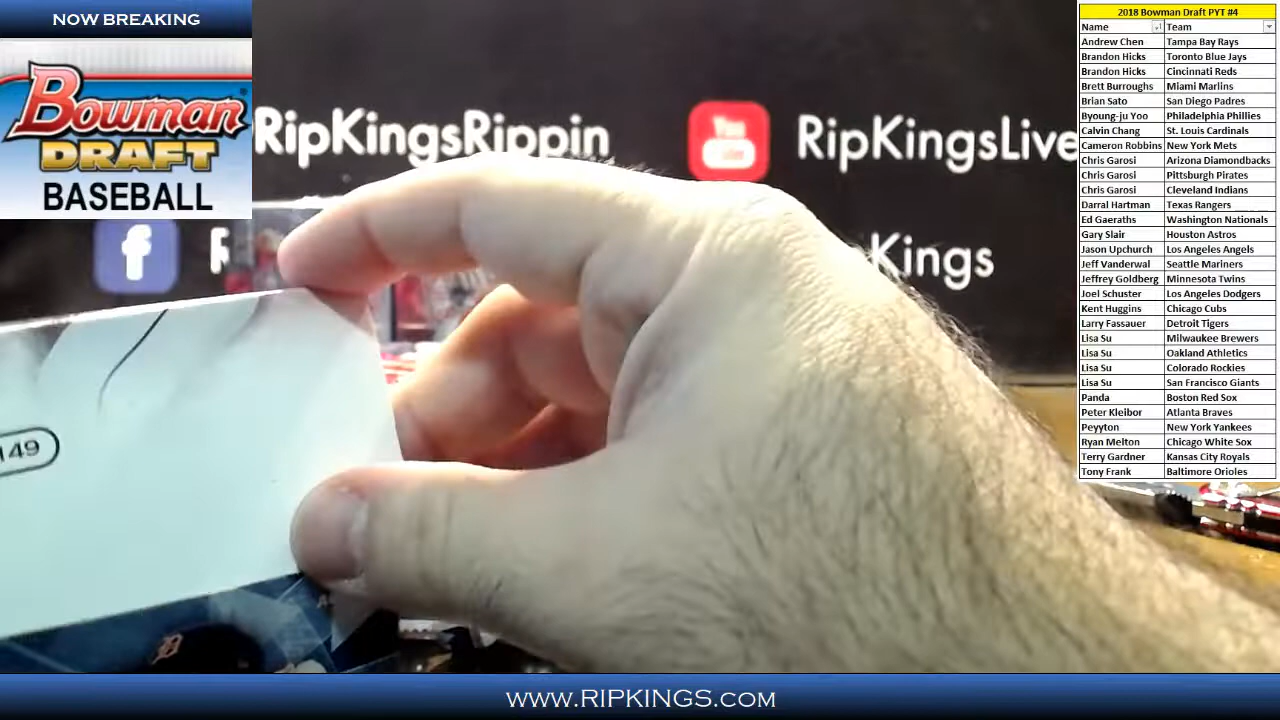 NOW BREAKING
Bowman
DRAFT
BASEBALL
RipKingsRippin
You
Tube
RipKingsLive
f
Kings
149
D
2018 Bowman Draft PYT #4
Name Team
Andrew Chen Tampa Bay Rays
Brandon Hicks Toronto Blue Jays
Brandon Hicks Cincinnati Reds
Brett Burroughs Miami Marlins
Brian Sato San Diego Padres
Byoung-ju Yoo Philadelphia Phillies
Calvin Chang St. Louis Cardinals
Cameron Robbins New York Mets
Chris Garosi Arizona Diamondbacks
Chris Garosi Pittsburgh Pirates
Chris Garosi Cleveland Indians
Darral Hartman Texas Rangers
Ed Gaeraths Washington Nationals
Gary Slair Houston Astros
Jason Upchurch Los Angeles Angels
Jeff Vanderwal Seattle Mariners
Jeffrey Goldberg Minnesota Twins
Joel Schuster Los Angeles Dodgers
Kent Huggins Chicago Cubs
Larry Fassauer Detroit Tigers
Lisa Su Milwaukee Brewers
Lisa Su Oakland Athletics
Lisa Su Colorado Rockies
Lisa Su San Francisco Giants
Panda Boston Red Sox
Peter Kleibor Atlanta Braves
Peyyton New York Yankees
Ryan Melton Chicago White Sox
Terry Gardner Kansas City Royals
Tony Frank Baltimore Orioles
WWW.RIPKINGS.COM